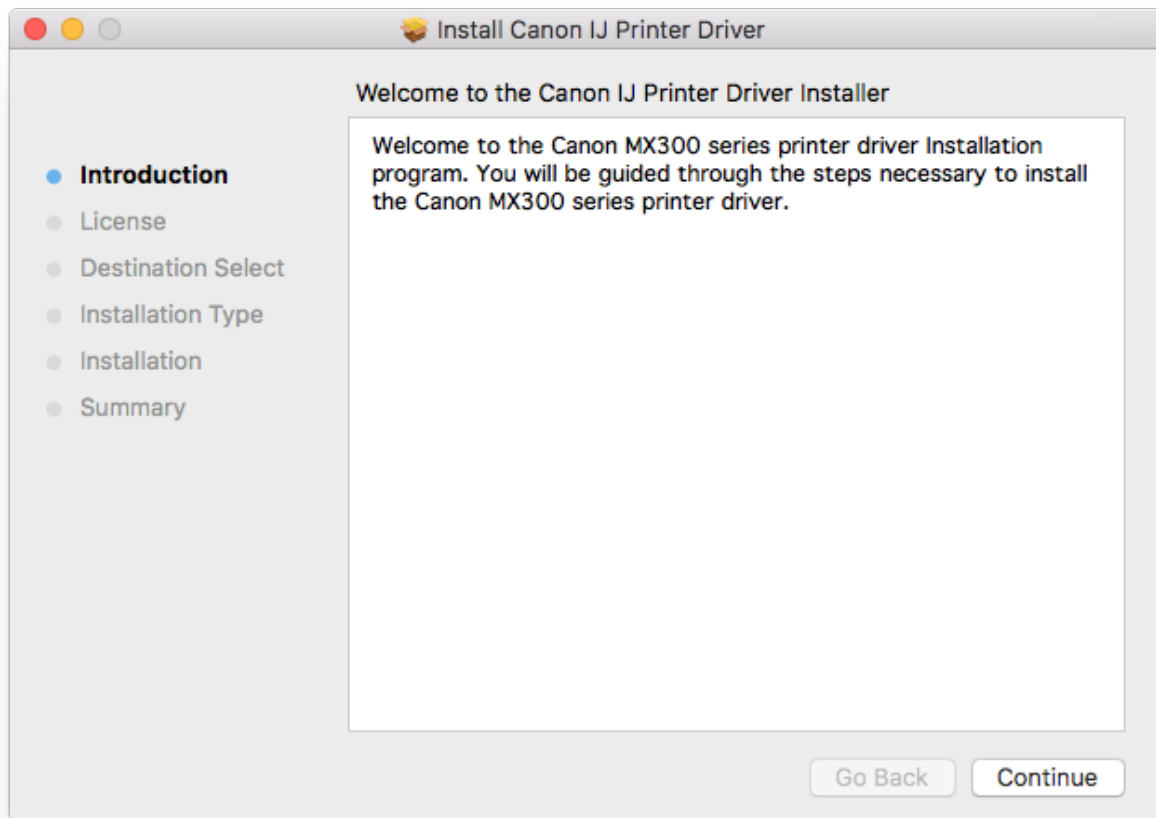 Install Canon IJ Printer Driver
Welcome to the Canon IJ Printer Driver Installer
Introduction
License
Destination Select
Installation Type
Installation
Summary
Welcome to the Canon MX300 series printer driver Installation
program. You will be guided through the steps necessary to install
the Canon MX300 series printer driver.
Go Back
Continue